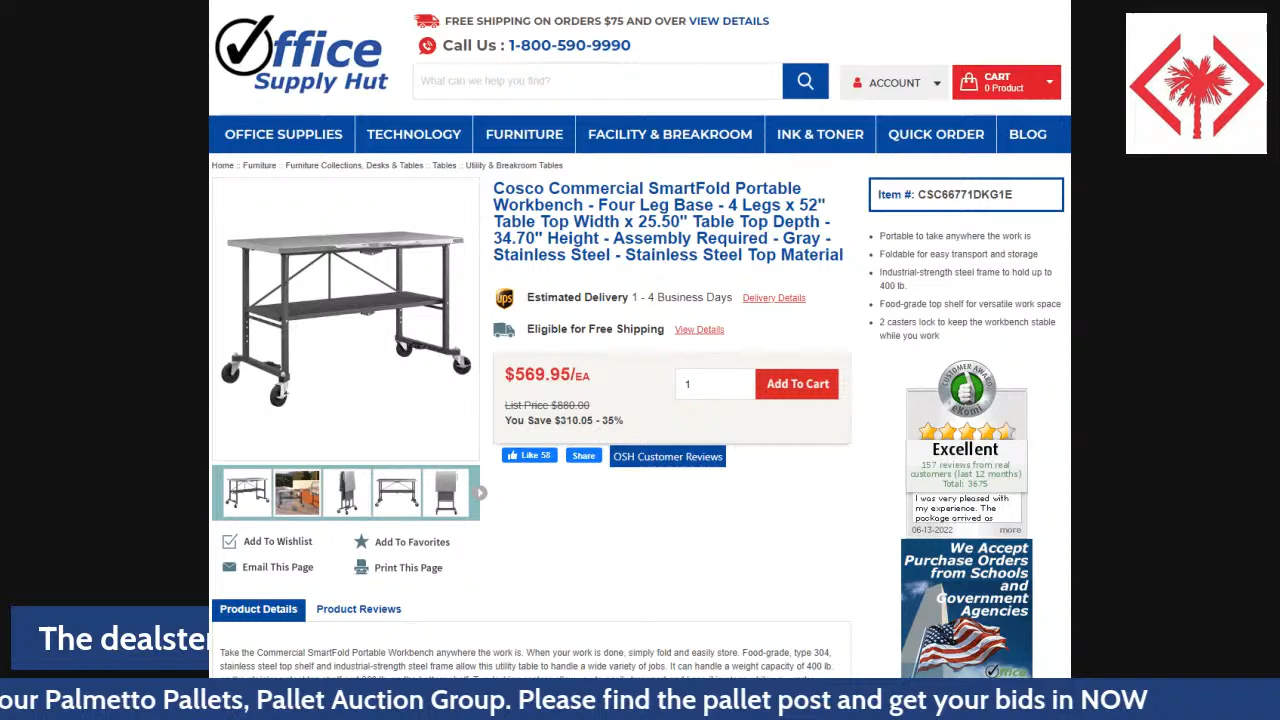 FREE SHIPPING ON ORDERS $75 AND OVER VIEW DETAILS
Office
Supply Hut
Call Us : 1-800-590-9990
What can we help you find?
ACCOUNT
CART
0 Product
OFFICE SUPPLIES TECHNOLOGY FURNITURE FACILITY & BREAKROOM INK & TONER QUICK ORDER BLOG
Home :: Furniture :: Furniture Collections, Desks & Tables :: Tables :: Utility & Breakroom Tables
Cosco Commercial SmartFold Portable
Workbench - Four Leg Base - 4 Legs x 52"
Table Top Width x 25.50" Table Top Depth -
34.70" Height - Assembly Required - Gray -
Stainless Steel - Stainless Steel Top Material
ups
Estimated Delivery 1 - 4 Business Days Delivery Details
Eligible for Free Shipping View Details
$569.95/EA
1
Add To Cart
List Price $880.00
You Save $310.05 - 35%
Like 58
Share
OSH Customer Reviews
Item #: CSC66771DKG1E
Portable to take anywhere the work is
Foldable for easy transport and storage
Industrial-strength steel frame to hold up to
400 lb.
Food-grade top shelf for versatile work space
2 casters lock to keep the workbench stable
while you work
CUSTOMER AWARD
eKomi
Excellent
157 reviews from real
customers (last 12 months)
Total: 3675
I was very pleased with
my experience. The
package arrived as
06-13-2022 more
We Accept
Purchase Orders
from Schools
and
Government
Agencies
Office
Add To Wishlist
Add To Favorites
Email This Page
Print This Page
Product Details
Product Reviews
Take the Commercial SmartFold Portable Workbench anywhere the work is. When your work is done, simply fold and easily store. Food-grade, type 304,
stainless steel top shelf and industrial-strength steel frame allow this utility table to handle a wide variety of jobs. It can handle a weight capacity of 400 lb.
The dealster
our Palmetto Pallets, Pallet Auction Group. Please find the pallet post and get your bids in NOW